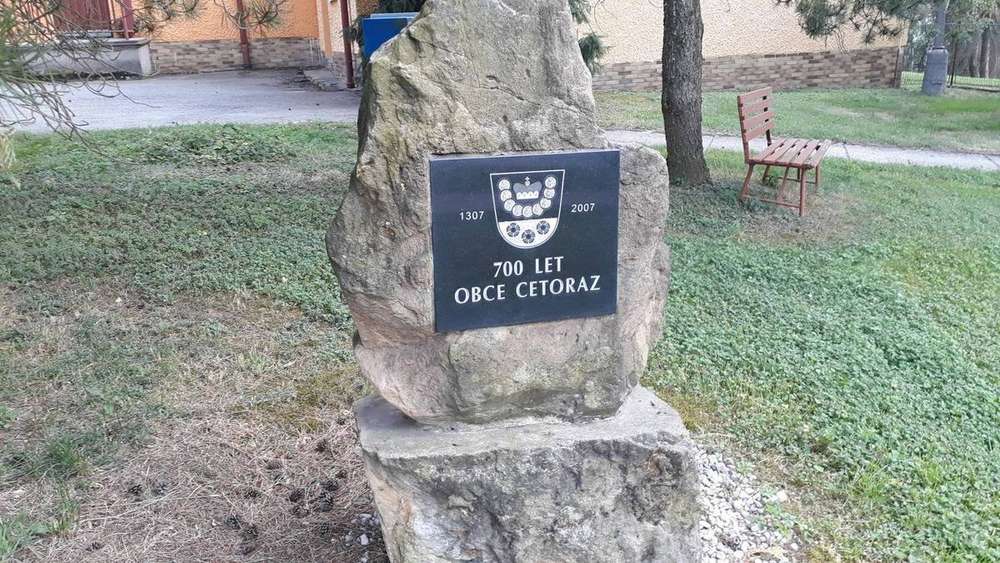 1307 2007
700 LET
OBCE CETORAZ